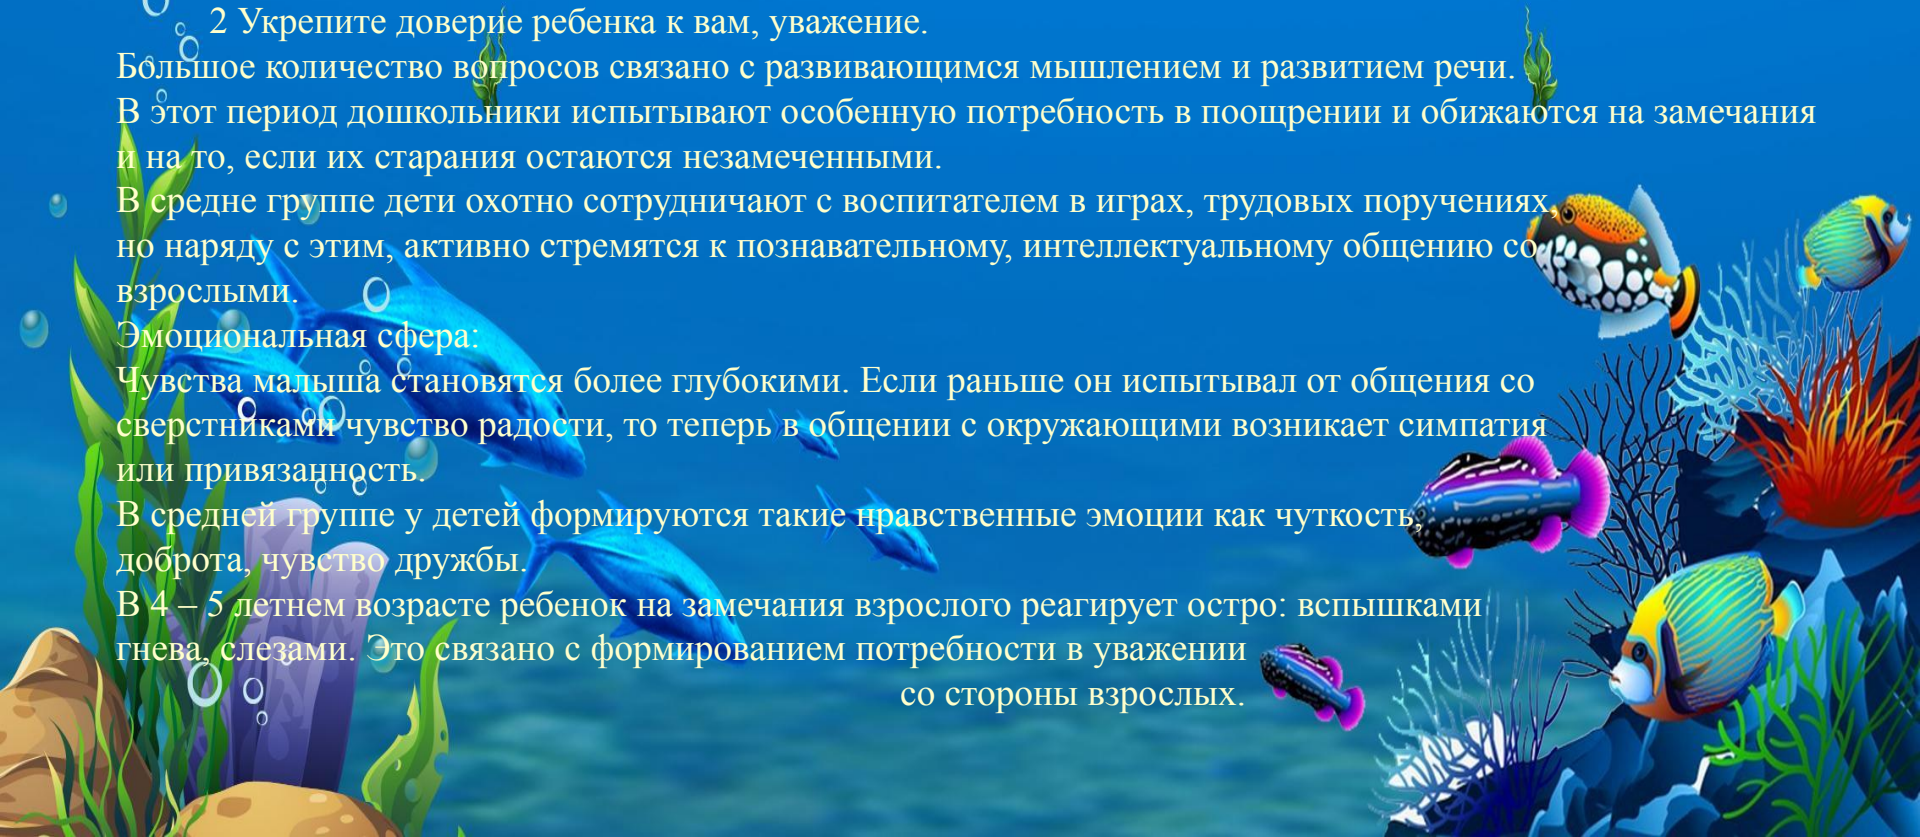 2 Укрепите доверие ребенка к вам, уважение.
Большое количество вопросов связано с развивающимся мышлением и развитием речи.
В этот период дошкольники испытывают особенную потребность в поощрении и обижаются на замечания
и на то, если их старания остаются незамеченными.
В средне группе дети охотно сотрудничают с воспитателем в играх, трудовых поручениях,
но наряду с этим, активно стремятся к познавательному, интеллектуальному общению со
взрослыми.
Эмоциональная сфера:
Чувства малыша становятся более глубокими. Если раньше он испытывал от общения со
сверстниками чувство радости, то теперь в общении с окружающими возникает симпатия
или привязанность.
В средней группе у детей формируются такие нравственные эмоции как чуткость,
доброта, чувство дружбы.
В 4 – 5 летнем возрасте ребенок на замечания взрослого реагирует остро: вспышками
гнева, слезами. Это связано с формированием потребности в уважении
со стороны взрослых.